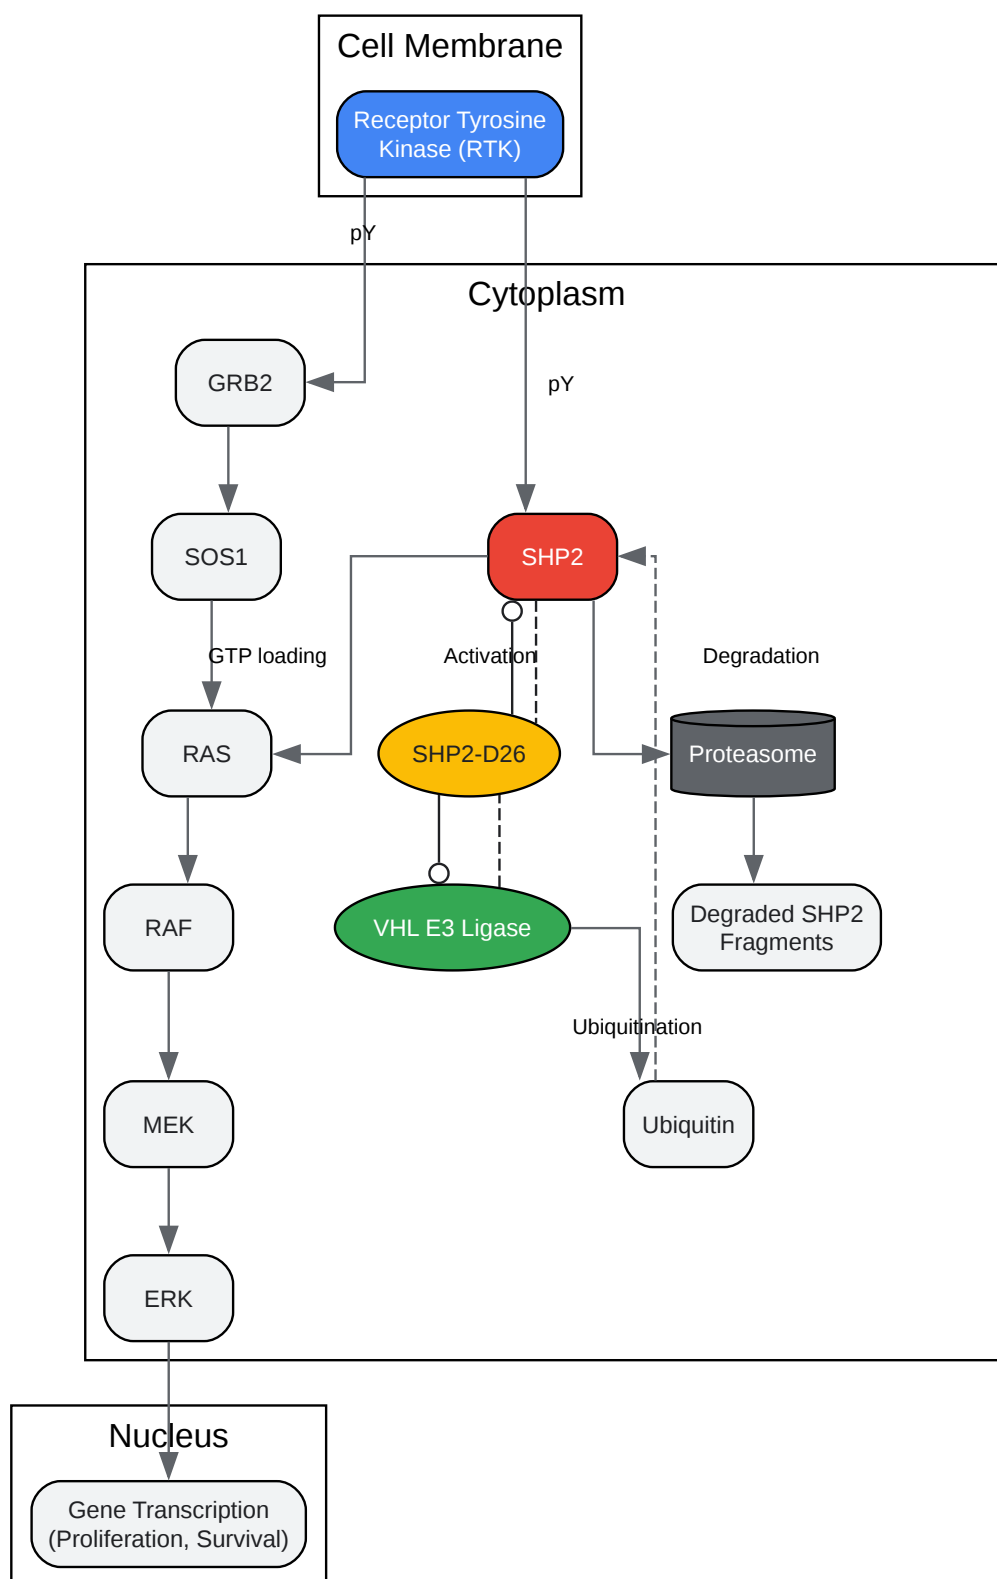 Cell Membrane
Receptor Tyrosine
Kinase (RTK)
pY
Cytoplasm
GRB2
pY
SOS1
SHP2
GTP loading
Activation
Degradation
RAS
SHP2-D26
Proteasome
RAF
VHL E3 Ligase
Degraded SHP2
Fragments
Ubiquitination
MEK
Ubiquitin
ERK
Nucleus
Gene Transcription
(Proliferation, Survival)